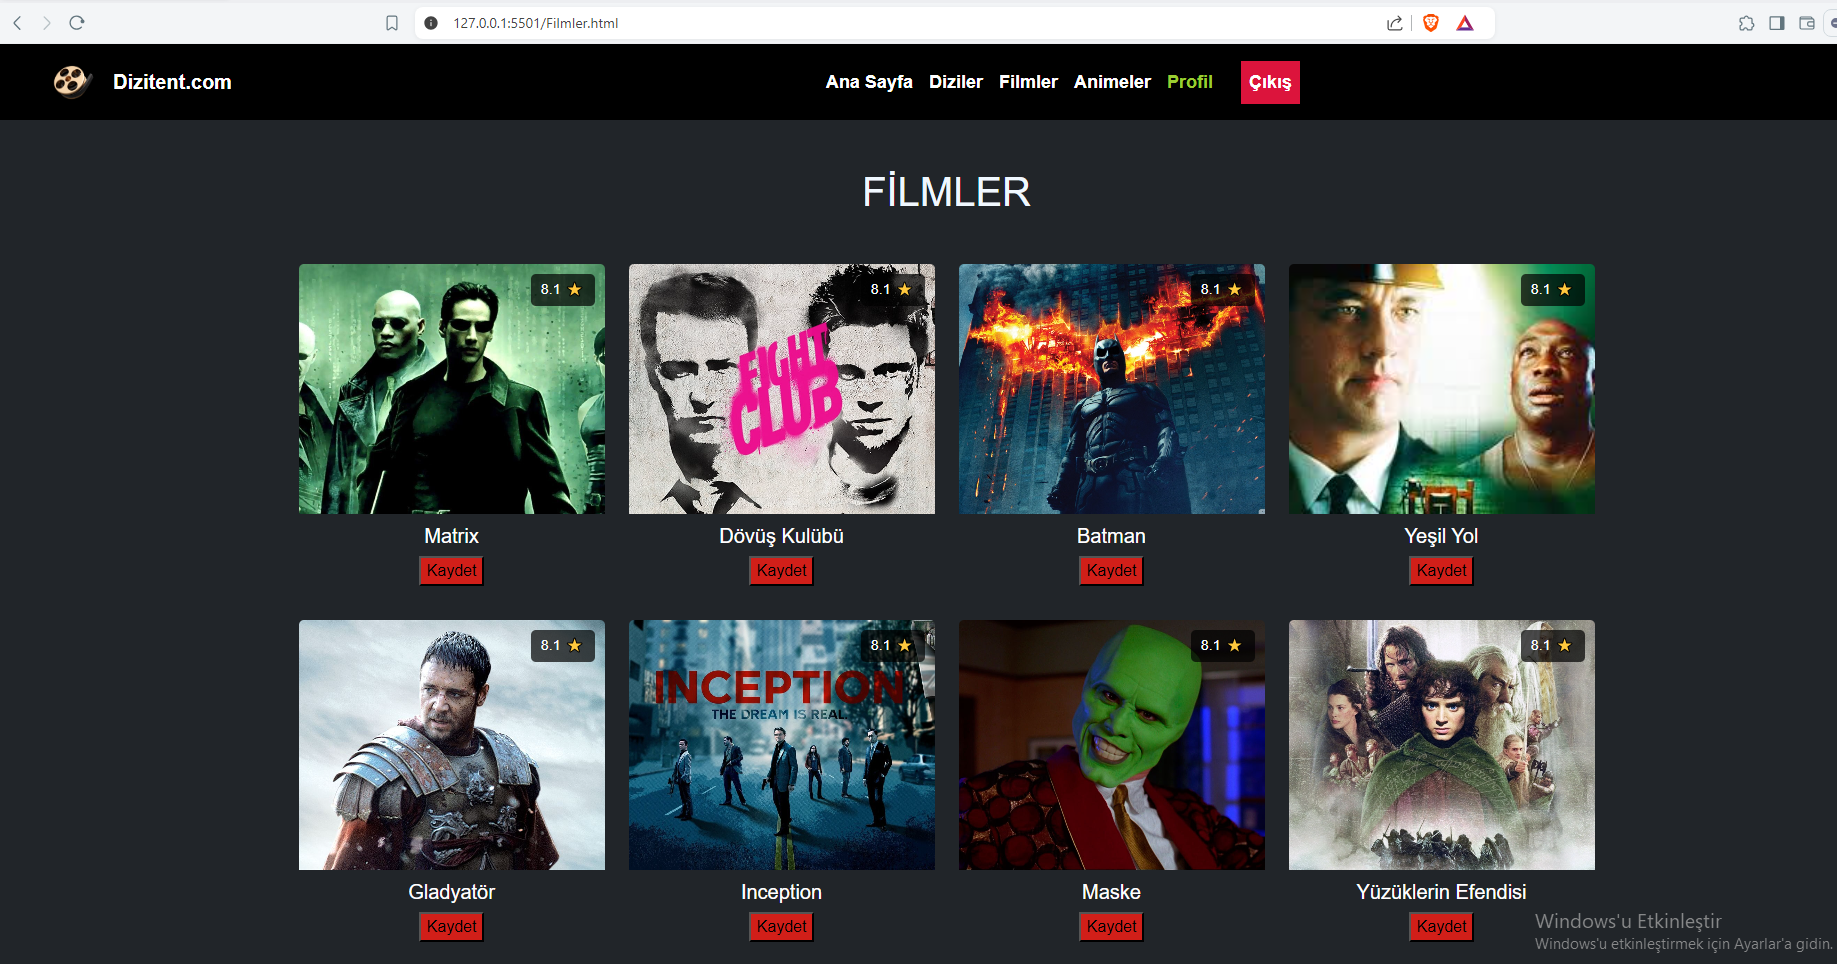 127.0.0.1:5501/Filmler.html
Dizitent.com
Ana Sayfa Diziler Filmler Animeler Profil Çıkış
FİLMLER
8.1 8.1 8.1 8.1
FIGHT
CLUB
Matrix Dövüş Kulübü Batman Yeşil Yol
Kaydet Kaydet Kaydet Kaydet
8.1 8.1 8.1 8.1
INCEPTION
THE DREAM IS REAL.
Gladyatör Inception Maske Yüzüklerin Efendisi
Kaydet Kaydet Kaydet Kaydet
Windows'u Etkinleştir
Windows'u etkinleştirmek için Ayarlar'a gidin.